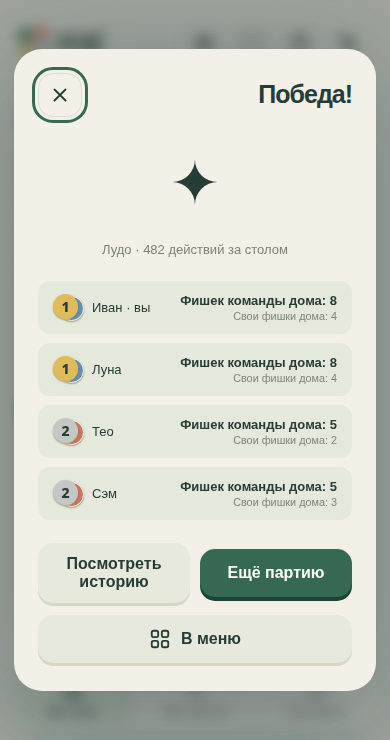 Победа!
Лудо · 482 действий за столом
1 Иван · вы Фишек команды дома: 8
Свои фишки дома: 4
1 Луна Фишек команды дома: 8
Свои фишки дома: 4
2 Тео Фишек команды дома: 5
Свои фишки дома: 2
2 Сэм Фишек команды дома: 5
Свои фишки дома: 3
Посмотреть
историю
Ещё партию
В меню